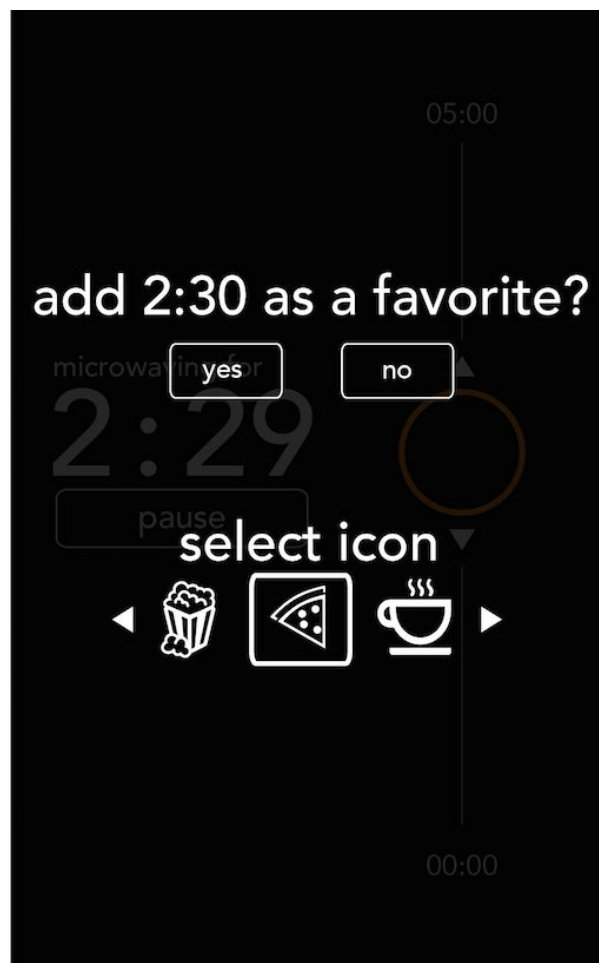 05:00
add 2:30 as a favorite?
yes no
microwaving for
2:29
pause
select icon
00:00